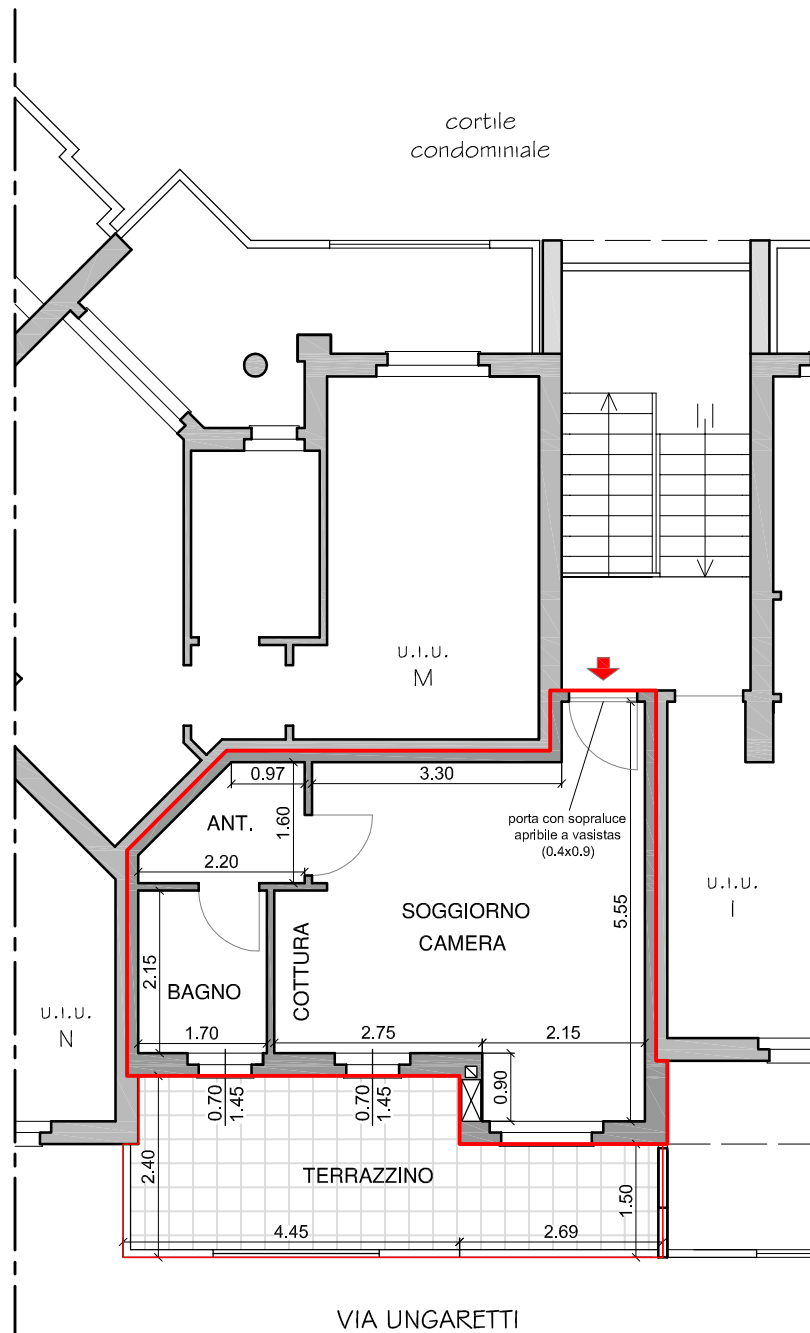 cortile
condominiale
U.I.U.
M
0.97
3.30
ANT.
1.60
porta con sopraluce
apribile a vasistas
(0.4x0.9)
2.20
5.55
U.I.U.
I
SOGGIORNO
CAMERA
COTTURA
2.15
BAGNO
U.I.U.
N
1.70
2.75
2.15
0.90
0.70
1.45
0.70
1.45
2.40
TERRAZZINO
1.50
4.45
2.69
VIA UNGARETTI